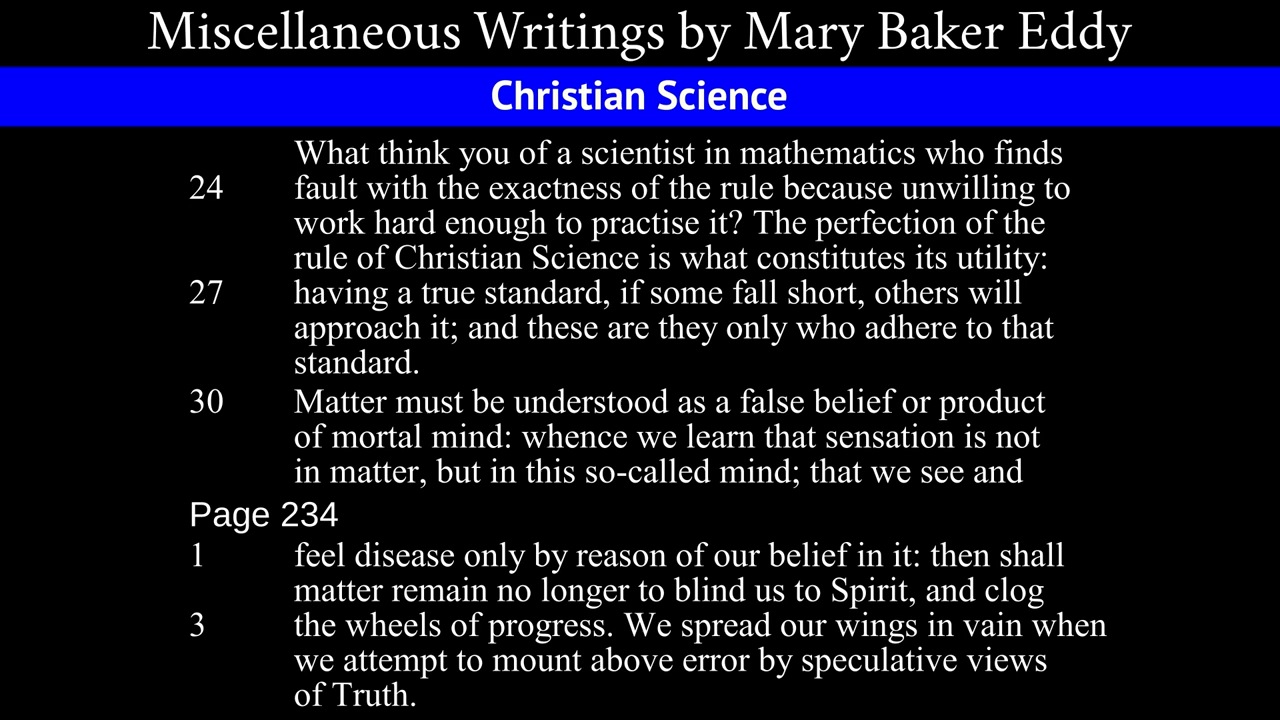 Miscellaneous Writings by Mary Baker Eddy
Christian Science
What think you of a scientist in mathematics who finds
24 fault with the exactness of the rule because unwilling to
work hard enough to practise it? The perfection of the
rule of Christian Science is what constitutes its utility:
27 having a true standard, if some fall short, others will
approach it; and these are they only who adhere to that
standard.
30 Matter must be understood as a false belief or product
of mortal mind: whence we learn that sensation is not
in matter, but in this so-called mind; that we see and
Page 234
1 feel disease only by reason of our belief in it: then shall
matter remain no longer to blind us to Spirit, and clog
3 the wheels of progress. We spread our wings in vain when
we attempt to mount above error by speculative views
of Truth.